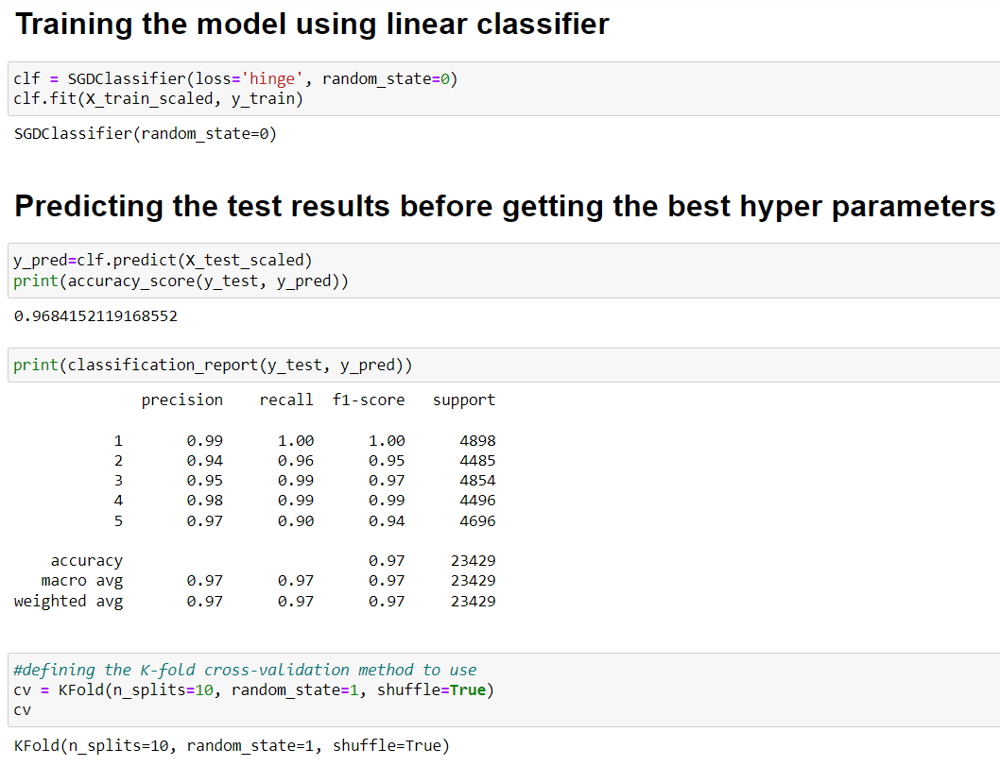 Training the model using linear classifier
clf = SGDClassifier(loss='hinge', random_state=0)
clf.fit(X_train_scaled, y_train)
SGDClassifier(random_state=0)
Predicting the test results before getting the best hyper parameters
y_pred=clf.predict(X_test_scaled)
print(accuracy_score(y_test, y_pred))
0.9684152119168552
print(classification_report(y_test, y_pred))
precision recall f1-score support
1 0.99 1.00 1.00 4898
2 0.94 0.96 0.95 4485
3 0.95 0.99 0.97 4854
4 0.98 0.99 0.99 4496
5 0.97 0.90 0.94 4696
accuracy 0.97 23429
macro avg 0.97 0.97 0.97 23429
weighted avg 0.97 0.97 0.97 23429
#defining the K-fold cross-validation method to use
cv = KFold(n_splits=10, random_state=1, shuffle=True)
cv
KFold(n_splits=10, random_state=1, shuffle=True)